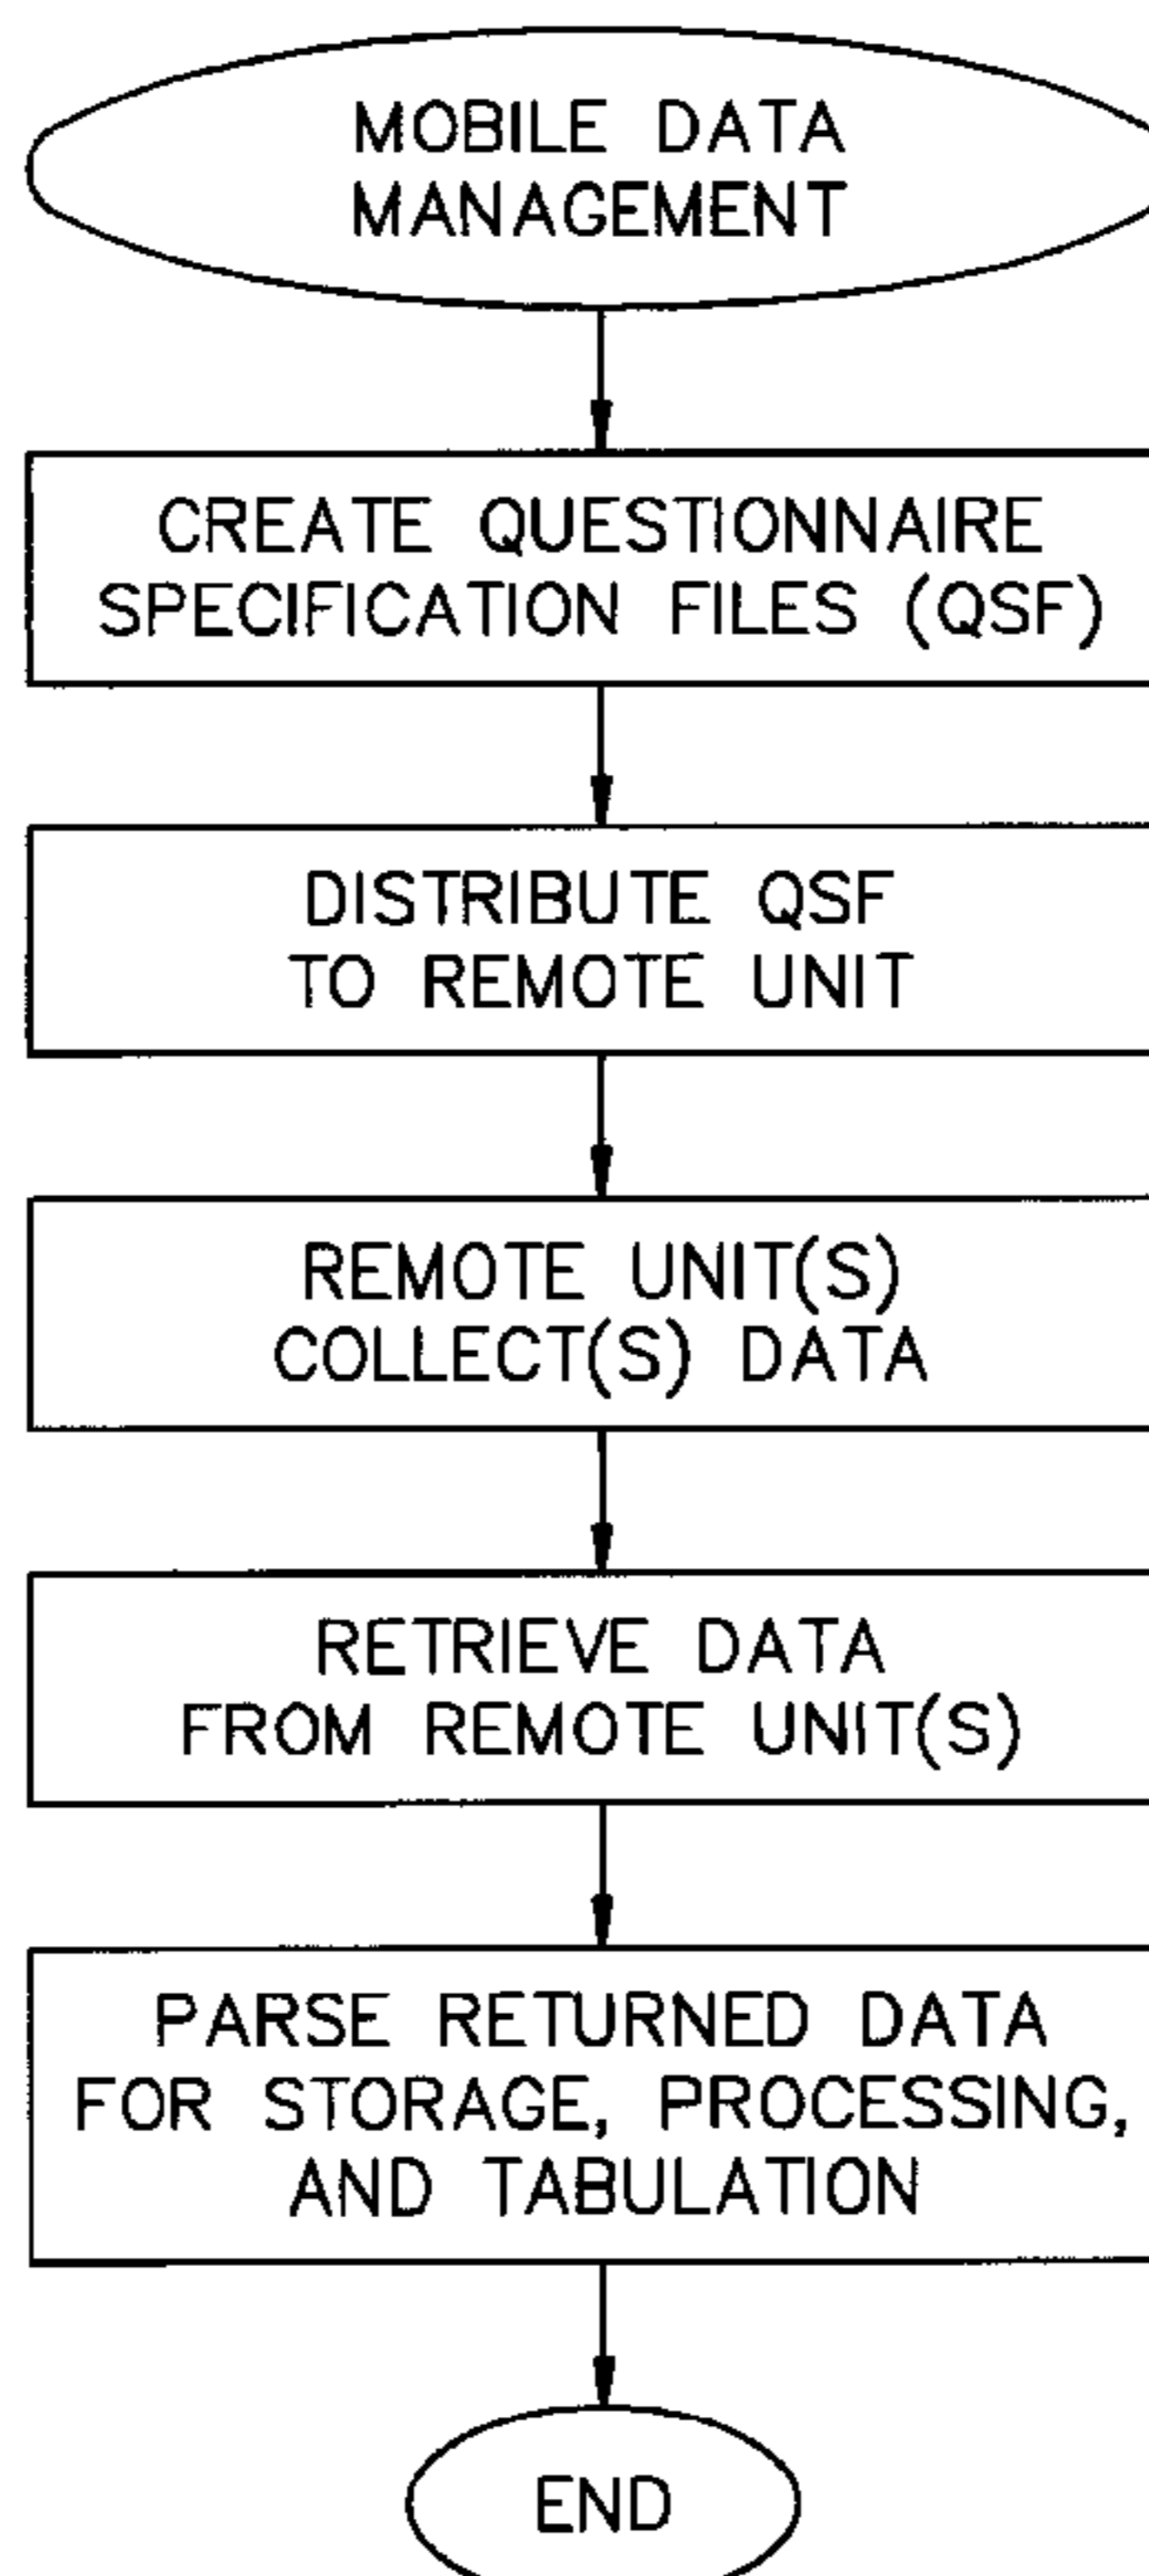 MOBILE DATA
MANAGEMENT
CREATE QUESTIONNAIRE
SPECIFICATION FILES (QSF)
DISTRIBUTE QSF
TO REMOTE UNIT
REMOTE UNIT(S)
COLLECT(S) DATA
RETRIEVE DATA
FROM REMOTE UNIT(S)
PARSE RETURNED DATA
FOR STORAGE, PROCESSING,
AND TABULATION
END